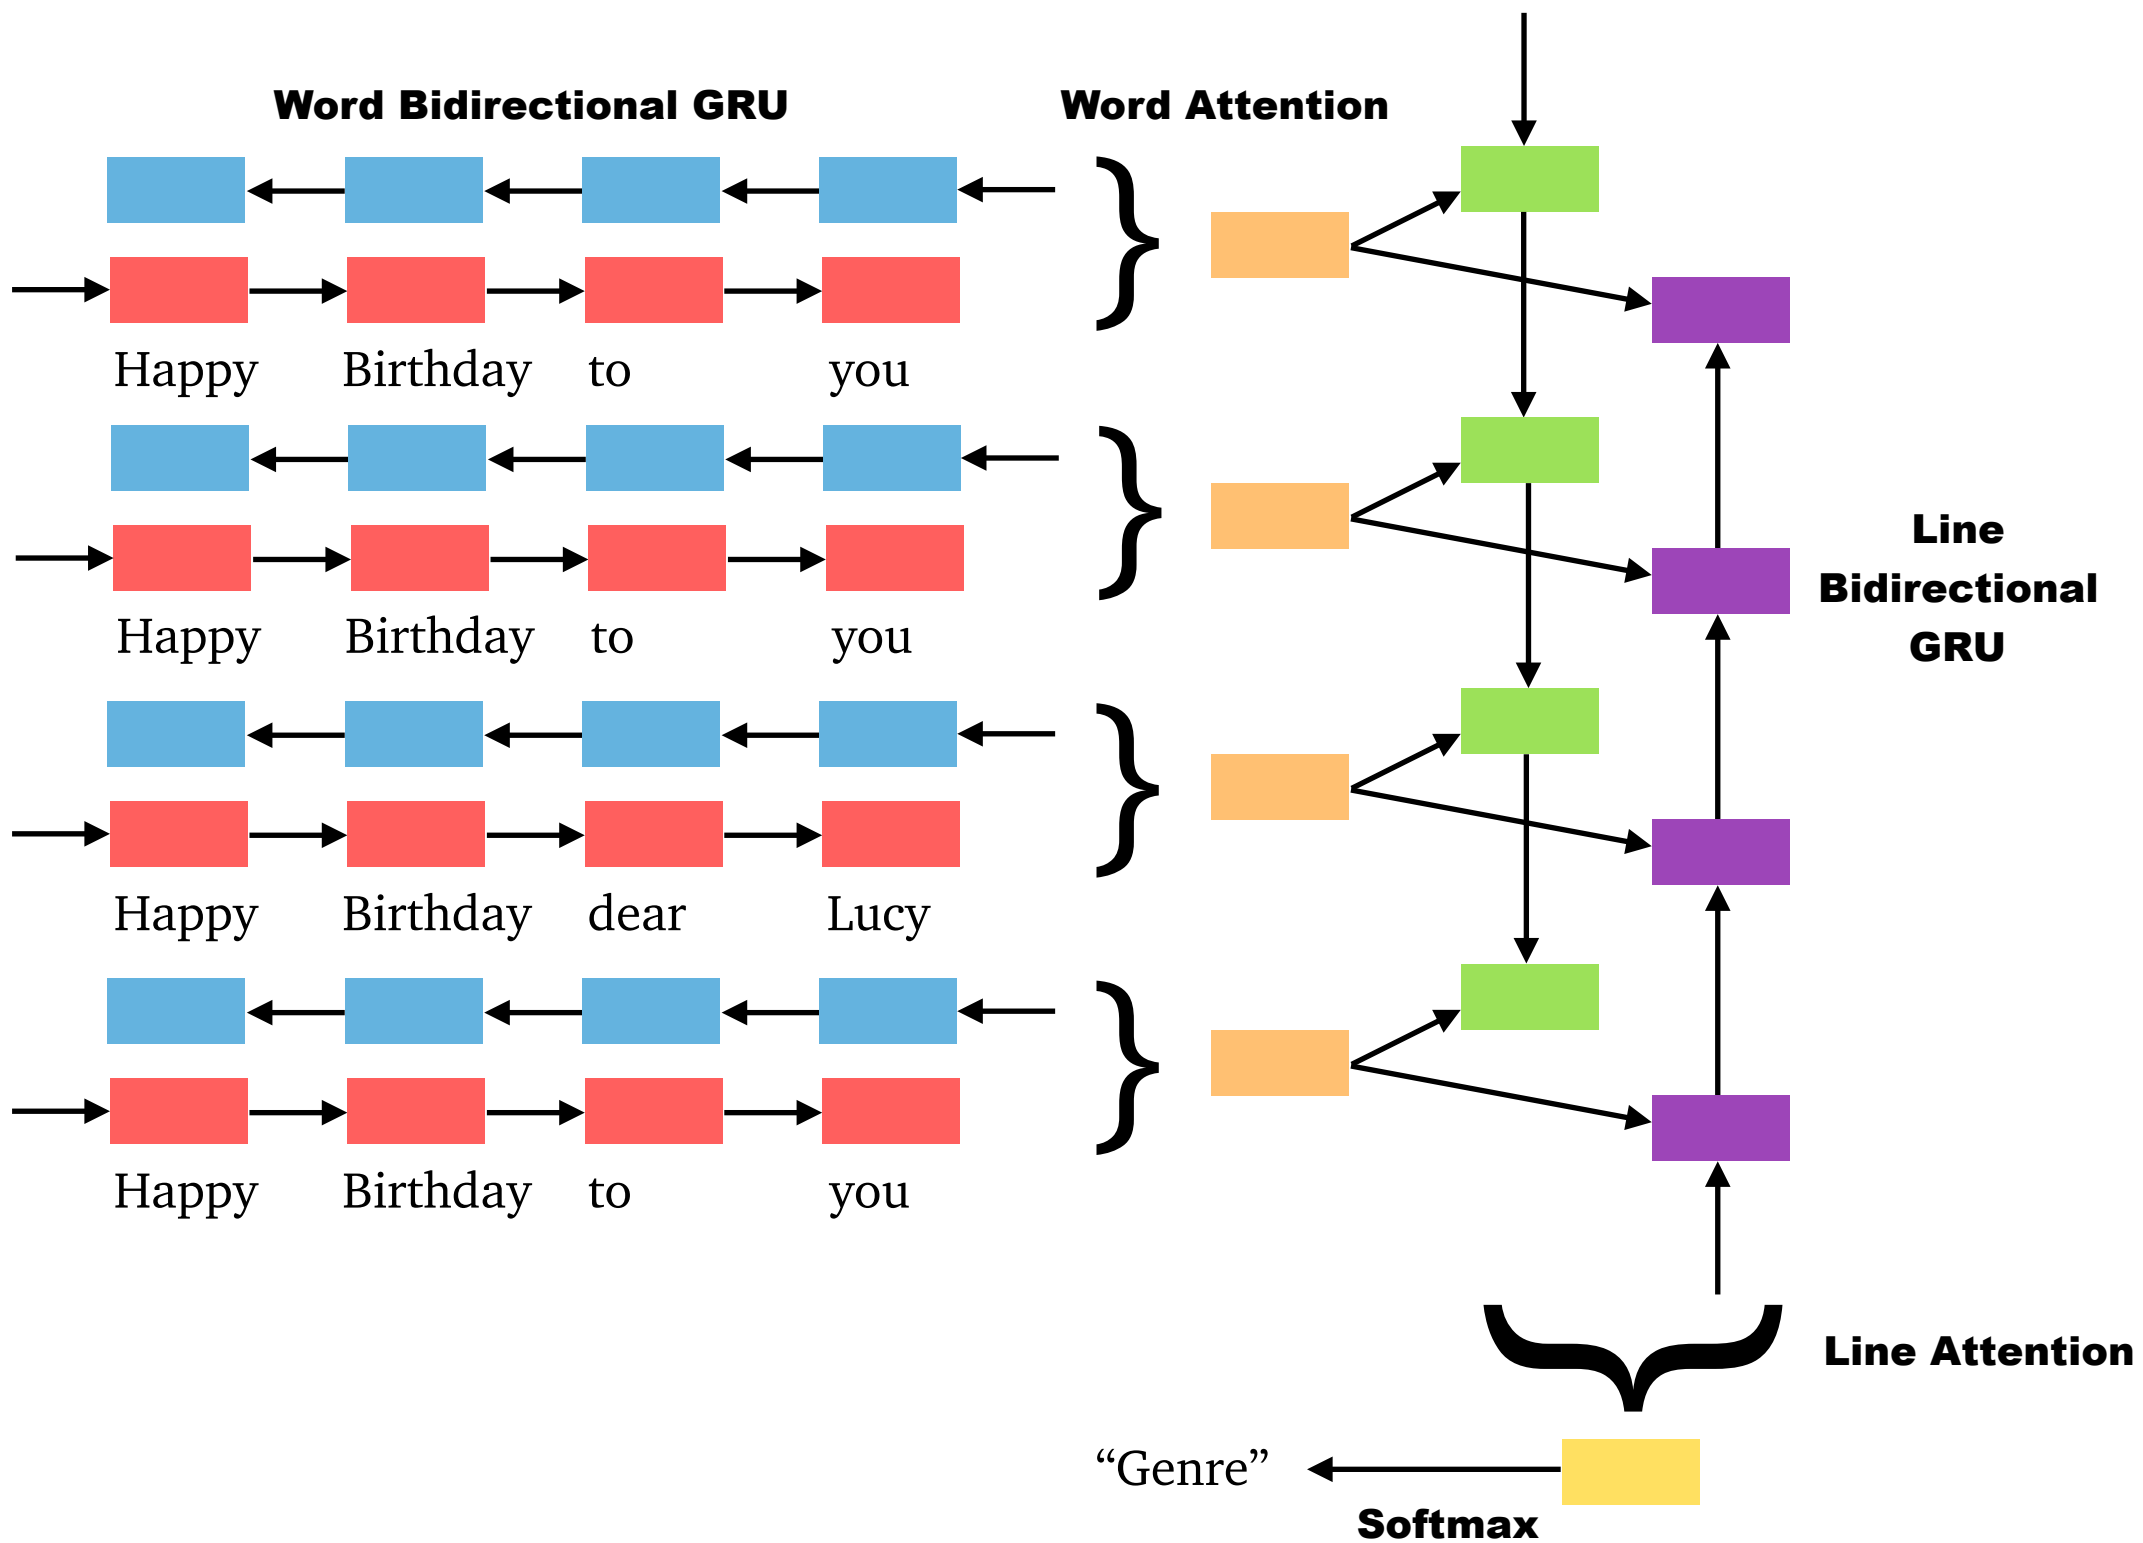 Word Bidirectional GRU
Word Attention
Happy Birthday to you
Happy Birthday to you
Happy Birthday dear Lucy
Happy Birthday to you
Line
Bidirectional
GRU
Line Attention
“Genre”
Softmax